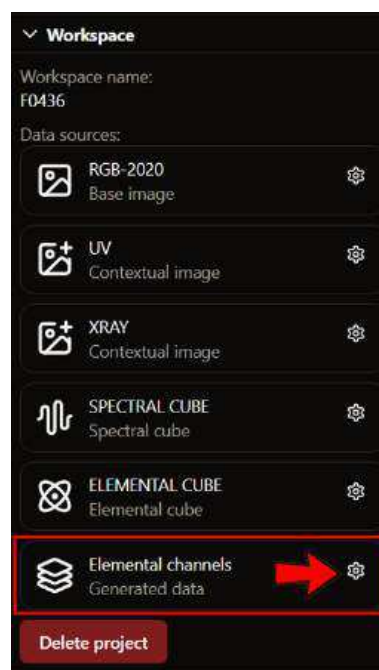 Workspace
Workspace name:
F0436
Data sources:
RGB-2020
Base image
UV
Contextual image
XRAY
Contextual image
SPECTRAL CUBE
Spectral cube
ELEMENTAL CUBE
Elemental cube
Elemental channels
Generated data
Delete project